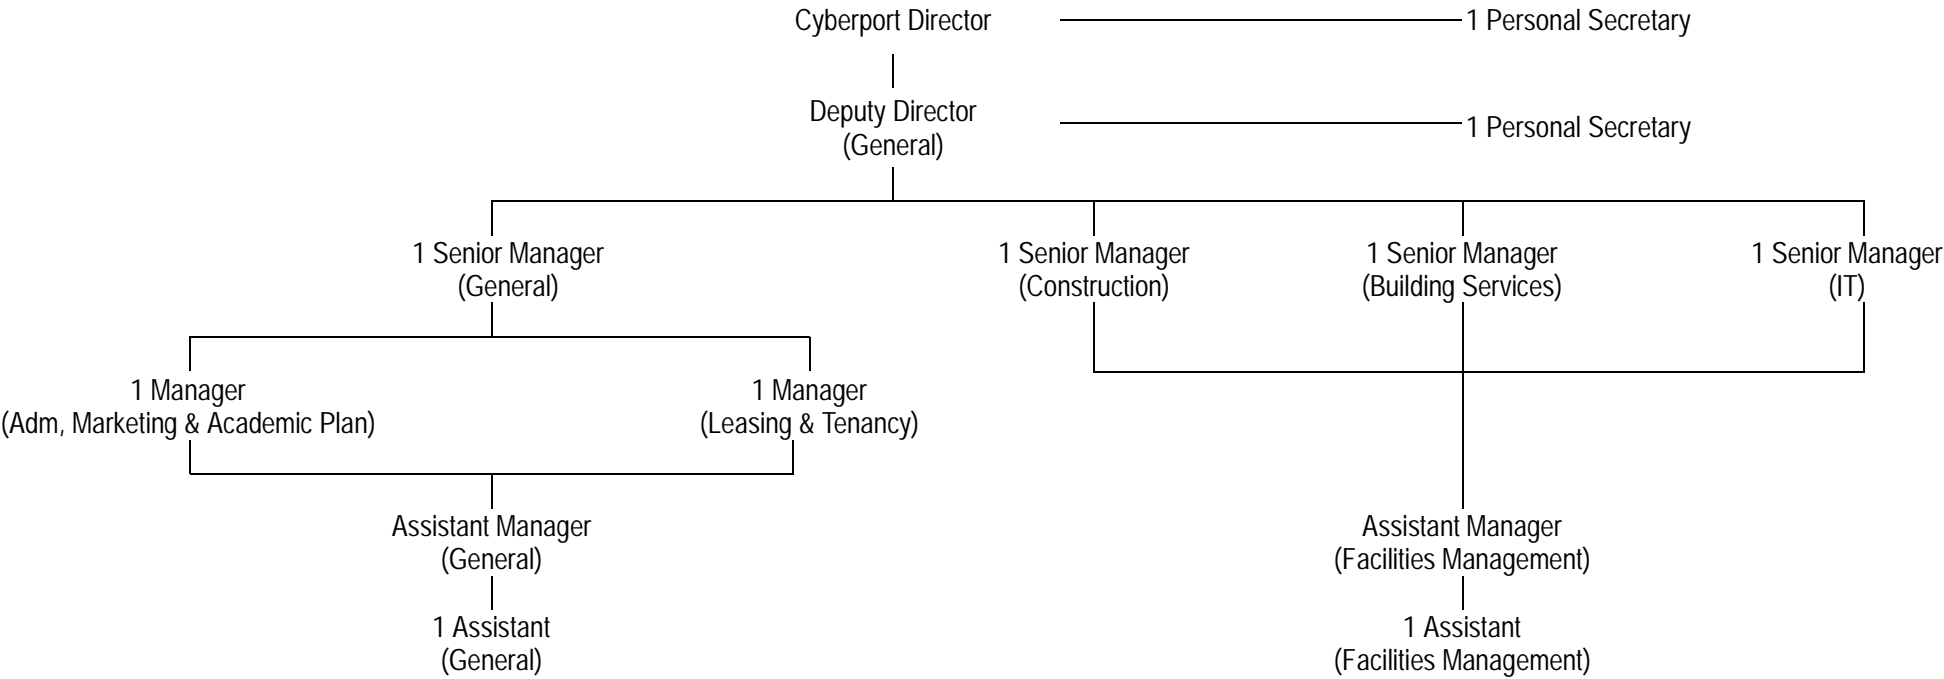 Cyberport Director
1 Personal Secretary
Deputy Director
(General)
1 Personal Secretary
1 Senior Manager
(General)
1 Senior Manager
(Construction)
1 Senior Manager
(Building Services)
1 Senior Manager
(IT)
1 Manager
(Adm, Marketing & Academic Plan)
1 Manager
(Leasing & Tenancy)
Assistant Manager
(General)
Assistant Manager
(Facilities Management)
1 Assistant
(General)
1 Assistant
(Facilities Management)